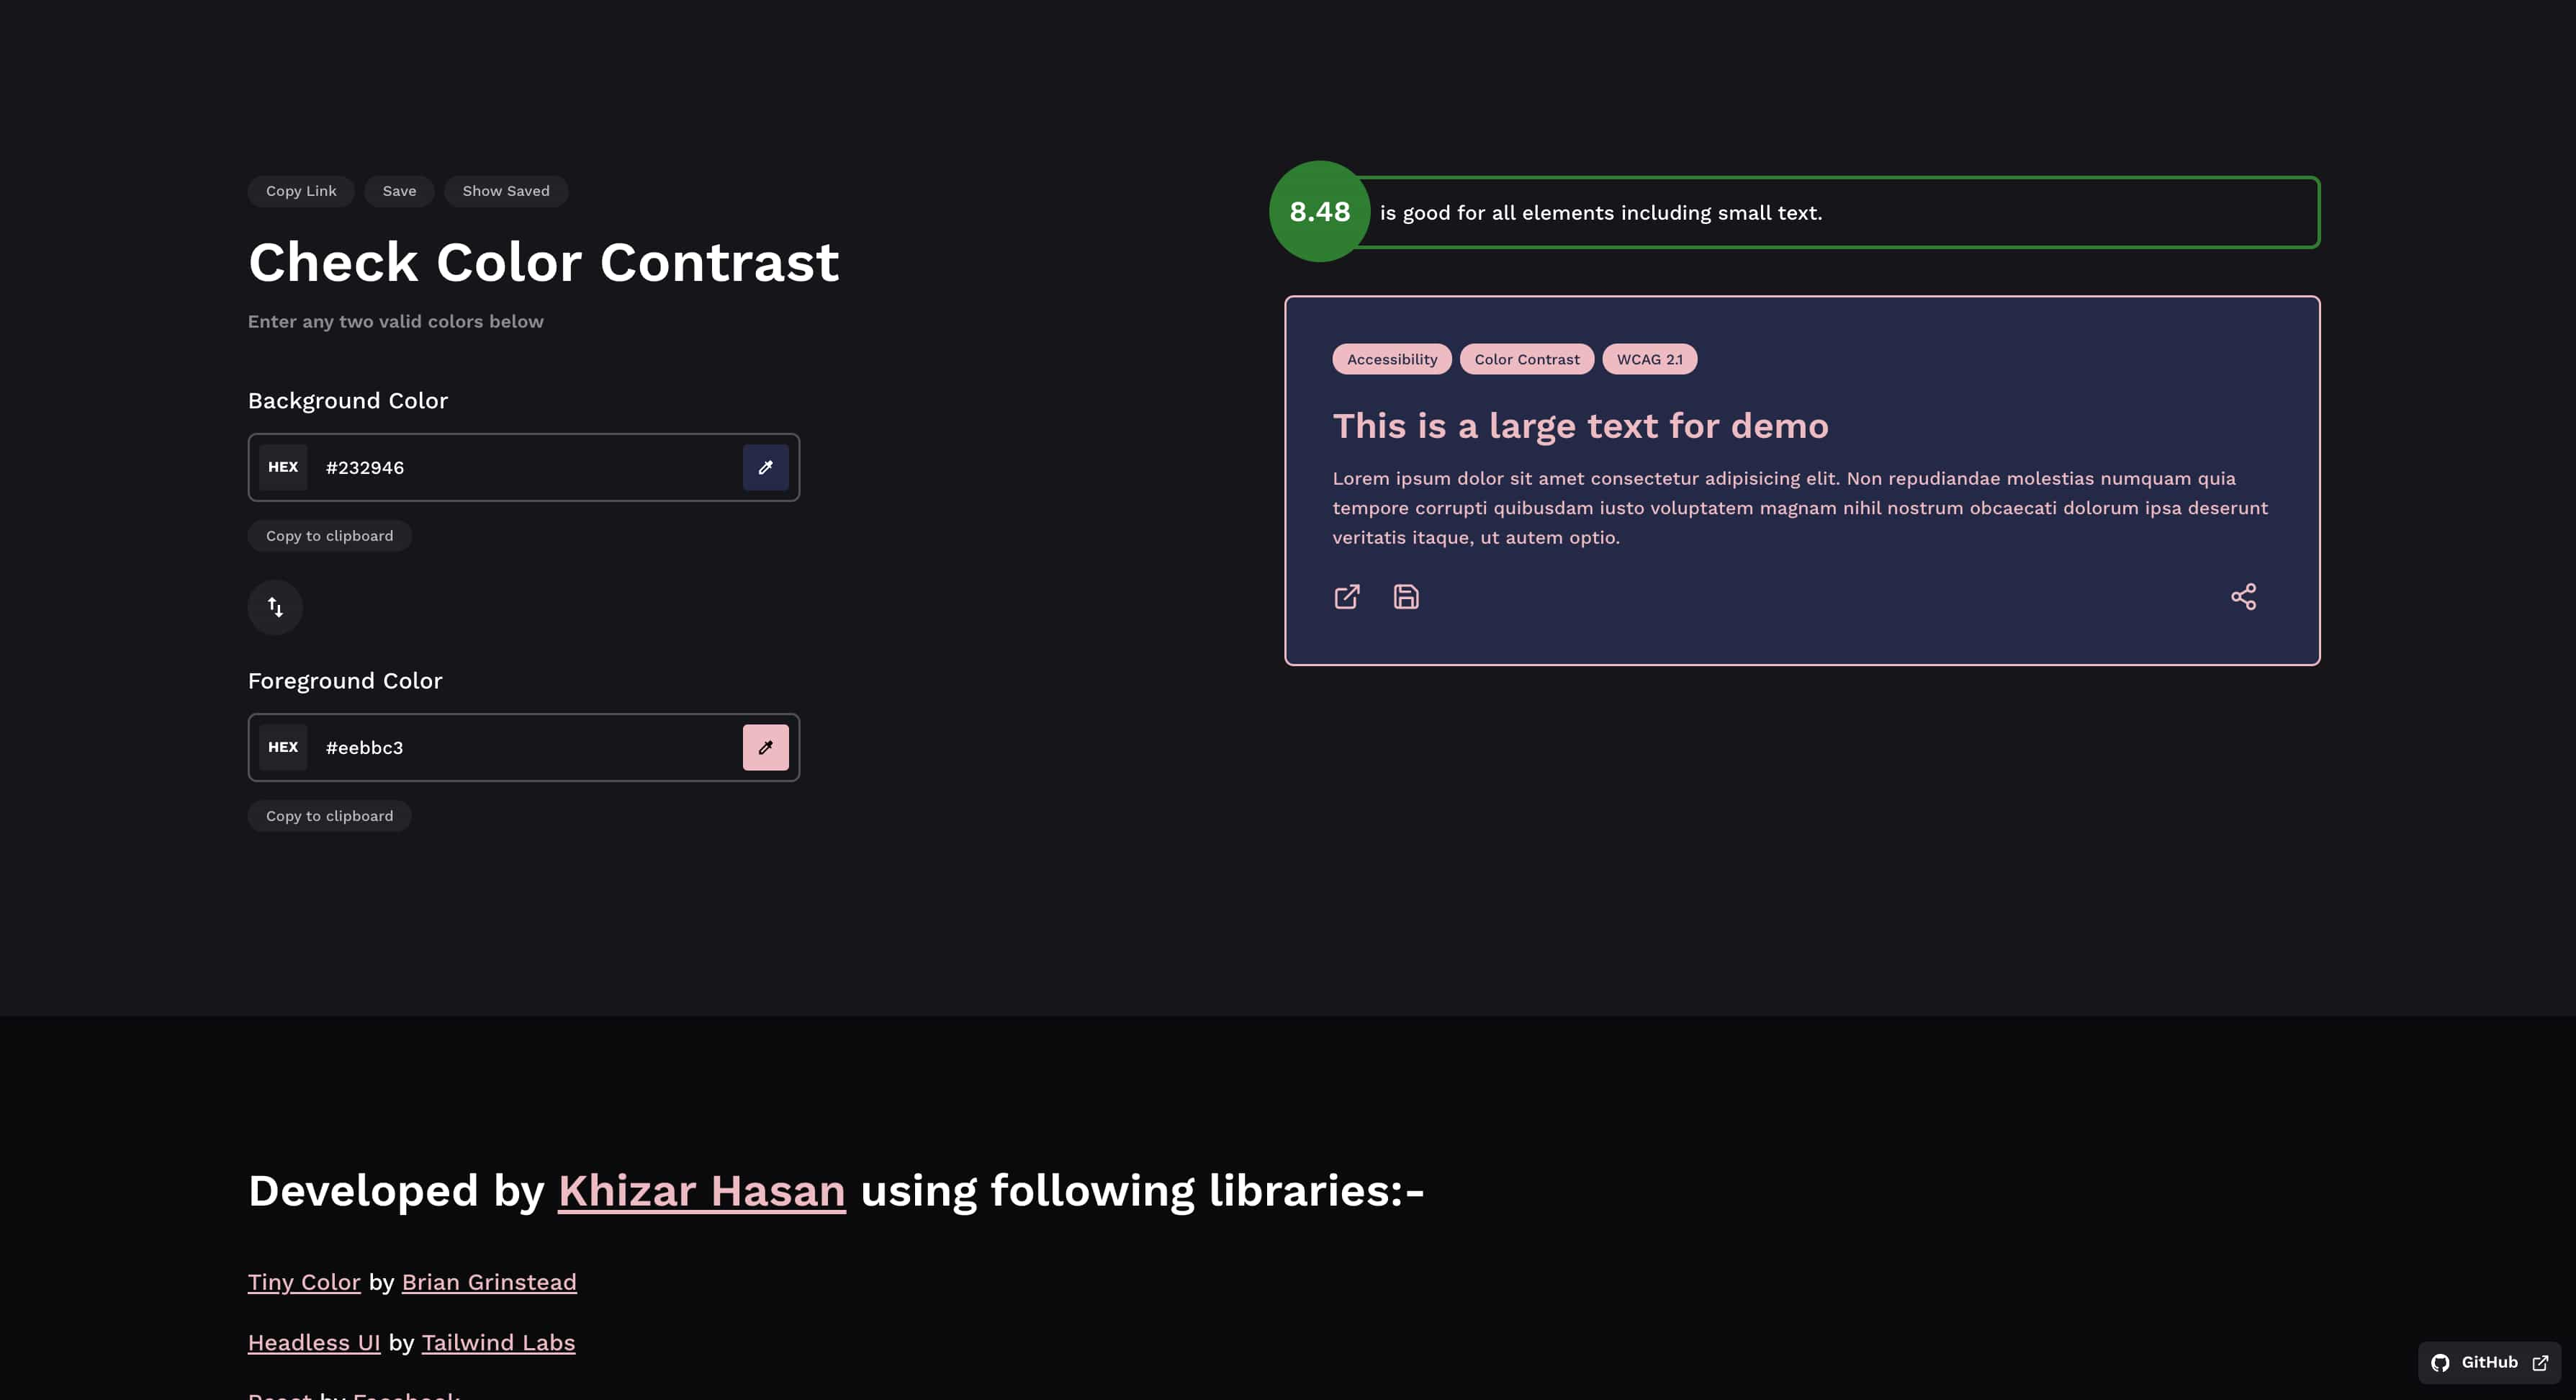 Copy Link Save Show Saved
Check Color Contrast
Enter any two valid colors below
Background Color
HEX #232946
Copy to clipboard
Foreground Color
HEX #eebbc3
Copy to clipboard
8.48 is good for all elements including small text.
Accessibility Color Contrast WCAG 2.1
This is a large text for demo
Lorem ipsum dolor sit amet consectetur adipisicing elit. Non repudiandae molestias numquam quia
tempore corrupti quibusdam iusto voluptatem magnam nihil nostrum obcaecati dolorum ipsa deserunt
veritatis itaque, ut autem optio.
Developed by Khizar Hasan using following libraries:-
Tiny Color by Brian Grinstead
Headless UI by Tailwind Labs
React by Facebook
GitHub